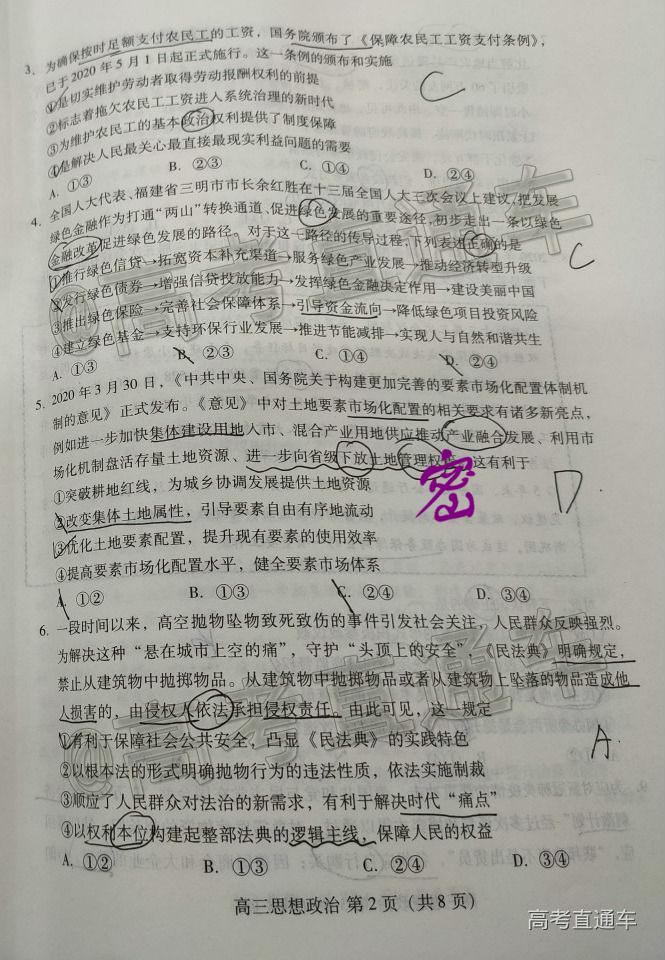 3. 为确保按时足额支付农民工的工资，国务院颁布了《保障农民工工资支付条例》，
已于2020年5月1日起正式施行。这一条例的颁布和实施
①是切实维护劳动者取得劳动报酬权利的前提
②标志着拖欠农民工工资进入系统治理的新时代
③为维护农民工的基本政治权利提供了制度保障
④是解决人民最关心最直接最现实利益问题的需要
A. ①③ B. ②③ C. ①④ D. ②④
C
4. 全国人大代表、福建省三明市市长余红胜在十三届全国人大三次会议上建议，把发展
绿色金融作为打通“两山”转换通道、促进绿色发展的重要途径，初步走出一条以绿色
金融改革促进绿色发展的路径。对于这一路径的传导过程，下列表述正确的是
①推行绿色信贷→拓宽资本补充渠道→服务绿色产业发展→推动经济转型升级
②发行绿色债券→增强信贷投放能力→发挥绿色金融决定作用→建设美丽中国
③推出绿色保险→完善社会保障体系→引导资金流向→降低绿色项目投资风险
④建立绿色基金→支持环保行业发展→推进节能减排→实现人与自然和谐共生
A. ①③ B. ②③ C. ①④ D. ②④
C
5. 2020年3月30日，《中共中央、国务院关于构建更加完善的要素市场化配置体制机
制的意见》正式发布。《意见》中对土地要素市场化配置的相关要求有诸多新亮点，
例如进一步加快集体建设用地入市、混合产业用地供应推动产业融合发展、利用市
场化机制盘活存量土地资源、进一步向省级下放土地管理权 这有利于
密
①突破耕地红线，为城乡协调发展提供土地资源
②改变集体土地属性，引导要素自由有序地流动
③优化土地要素配置，提升现有要素的使用效率
④提高要素市场化配置水平，健全要素市场体系
A. ①② B. ①③ C. ②④ D. ③④
D
6. 一段时间以来，高空抛物坠物致死致伤的事件引发社会关注，人民群众反映强烈。
为解决这种“悬在城市上空的痛”，守护“头顶上的安全”，《民法典》明确规定，
禁止从建筑物中抛掷物品。从建筑物中抛掷物品或者从建筑物上坠落的物品造成他
人损害的，由侵权人依法承担侵权责任。由此可见，这一规定
①有利于保障社会公共安全，凸显《民法典》的实践特色
②以根本法的形式明确抛物行为的违法性质，依法实施制裁
③顺应了人民群众对法治的新需求，有利于解决时代“痛点”
④以权利本位构建起整部法典的逻辑主线，保障人民的权益
A. ①② B. ①③ C. ②④ D. ③④
A.
高三思想政治 第2页（共8页）
@高考直通车
@高考直通车
高考直通车